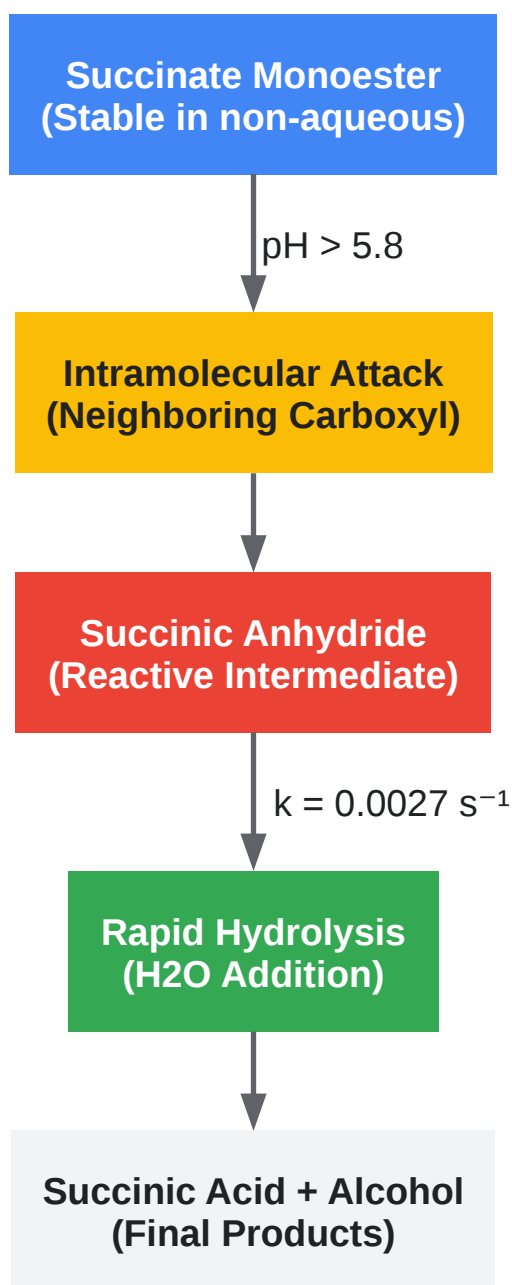 Succinate Monoester
(Stable in non-aqueous)
pH > 5.8
Intramolecular Attack
(Neighboring Carboxyl)
Succinic Anhydride
(Reactive Intermediate)
k = 0.0027 s⁻¹
Rapid Hydrolysis
(H2O Addition)
Succinic Acid + Alcohol
(Final Products)